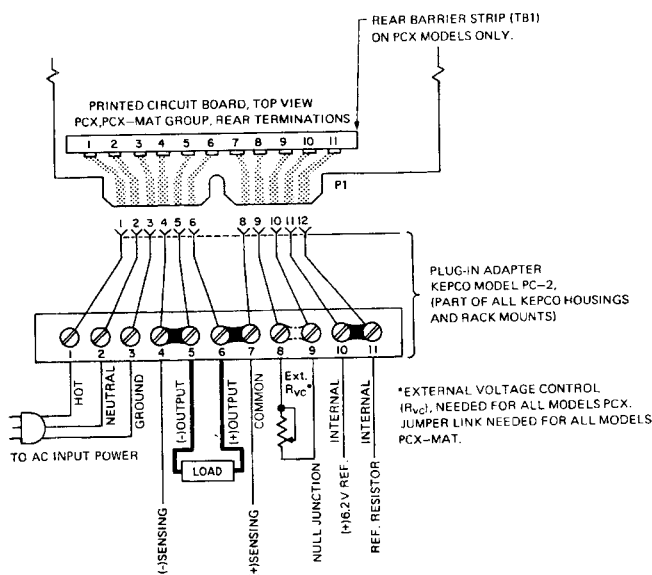 REAR BARRIER STRIP (TB1)
ON PCX MODELS ONLY.
PRINTED CIRCUIT BOARD, TOP VIEW
PCX,PCX-MAT GROUP, REAR TERMINATIONS
1 2 3 4 5 6 7 8 9 10 11
P1
1 2 3 4 5 6 8 9 10 11 12
PLUG-IN ADAPTER
KEPCO MODEL PC-2,
(PART OF ALL KEPCO HOUSINGS
AND RACK MOUNTS)
1 2 3 4 5 6 7 8 9 10 11
HOT
NEUTRAL
GROUND
(-)OUTPUT
(+)OUTPUT
COMMON
Ext.
Rvc*
INTERNAL
INTERNAL
*EXTERNAL VOLTAGE CONTROL
(Rvc), NEEDED FOR ALL MODELS PCX.
JUMPER LINK NEEDED FOR ALL MODELS
PCX-MAT.
TO AC INPUT POWER
LOAD
(-)SENSING
+)SENSING
NULL JUNCTION
(+)6.2V REF.
REF. RESISTOR